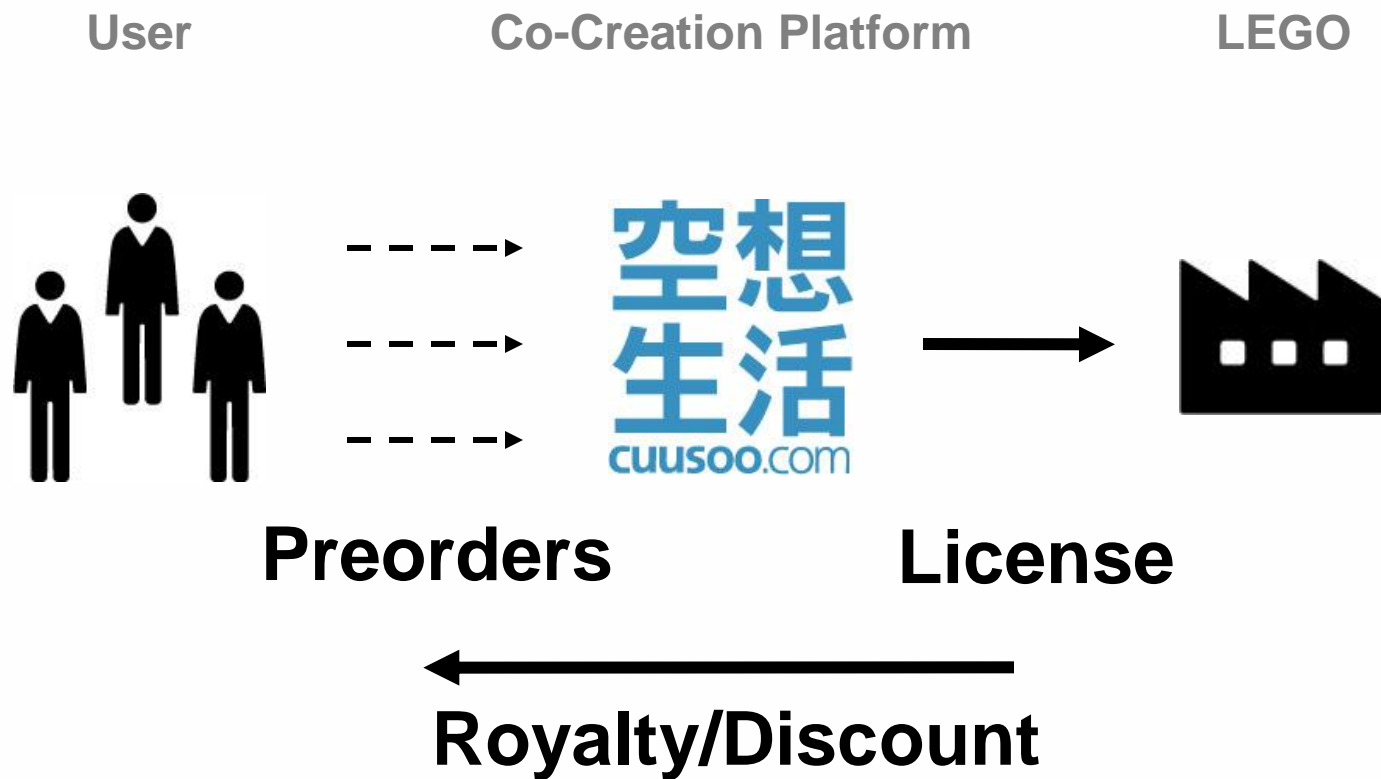 User
Co-Creation Platform
LEGO
空想
生活
cuusoo.com
Preorders
License
Royalty/Discount